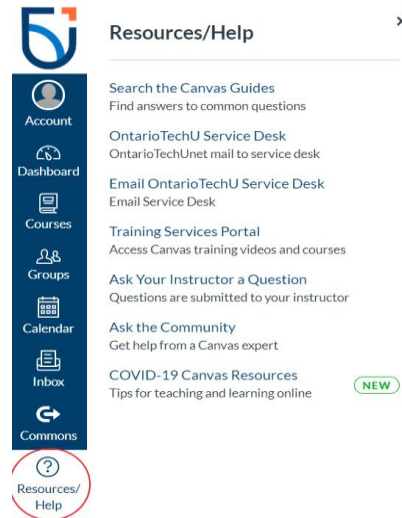 Account
Dashboard
Courses
Groups
Calendar
Inbox
Commons
Resources/
Help
Resources/Help
Search the Canvas Guides
Find answers to common questions
OntarioTechU Service Desk
OntarioTechUnet mail to service desk
Email OntarioTechU Service Desk
Email Service Desk
Training Services Portal
Access Canvas training videos and courses
Ask Your Instructor a Question
Questions are submitted to your instructor
Ask the Community
Get help from a Canvas expert
COVID-19 Canvas Resources
Tips for teaching and learning online
NEW